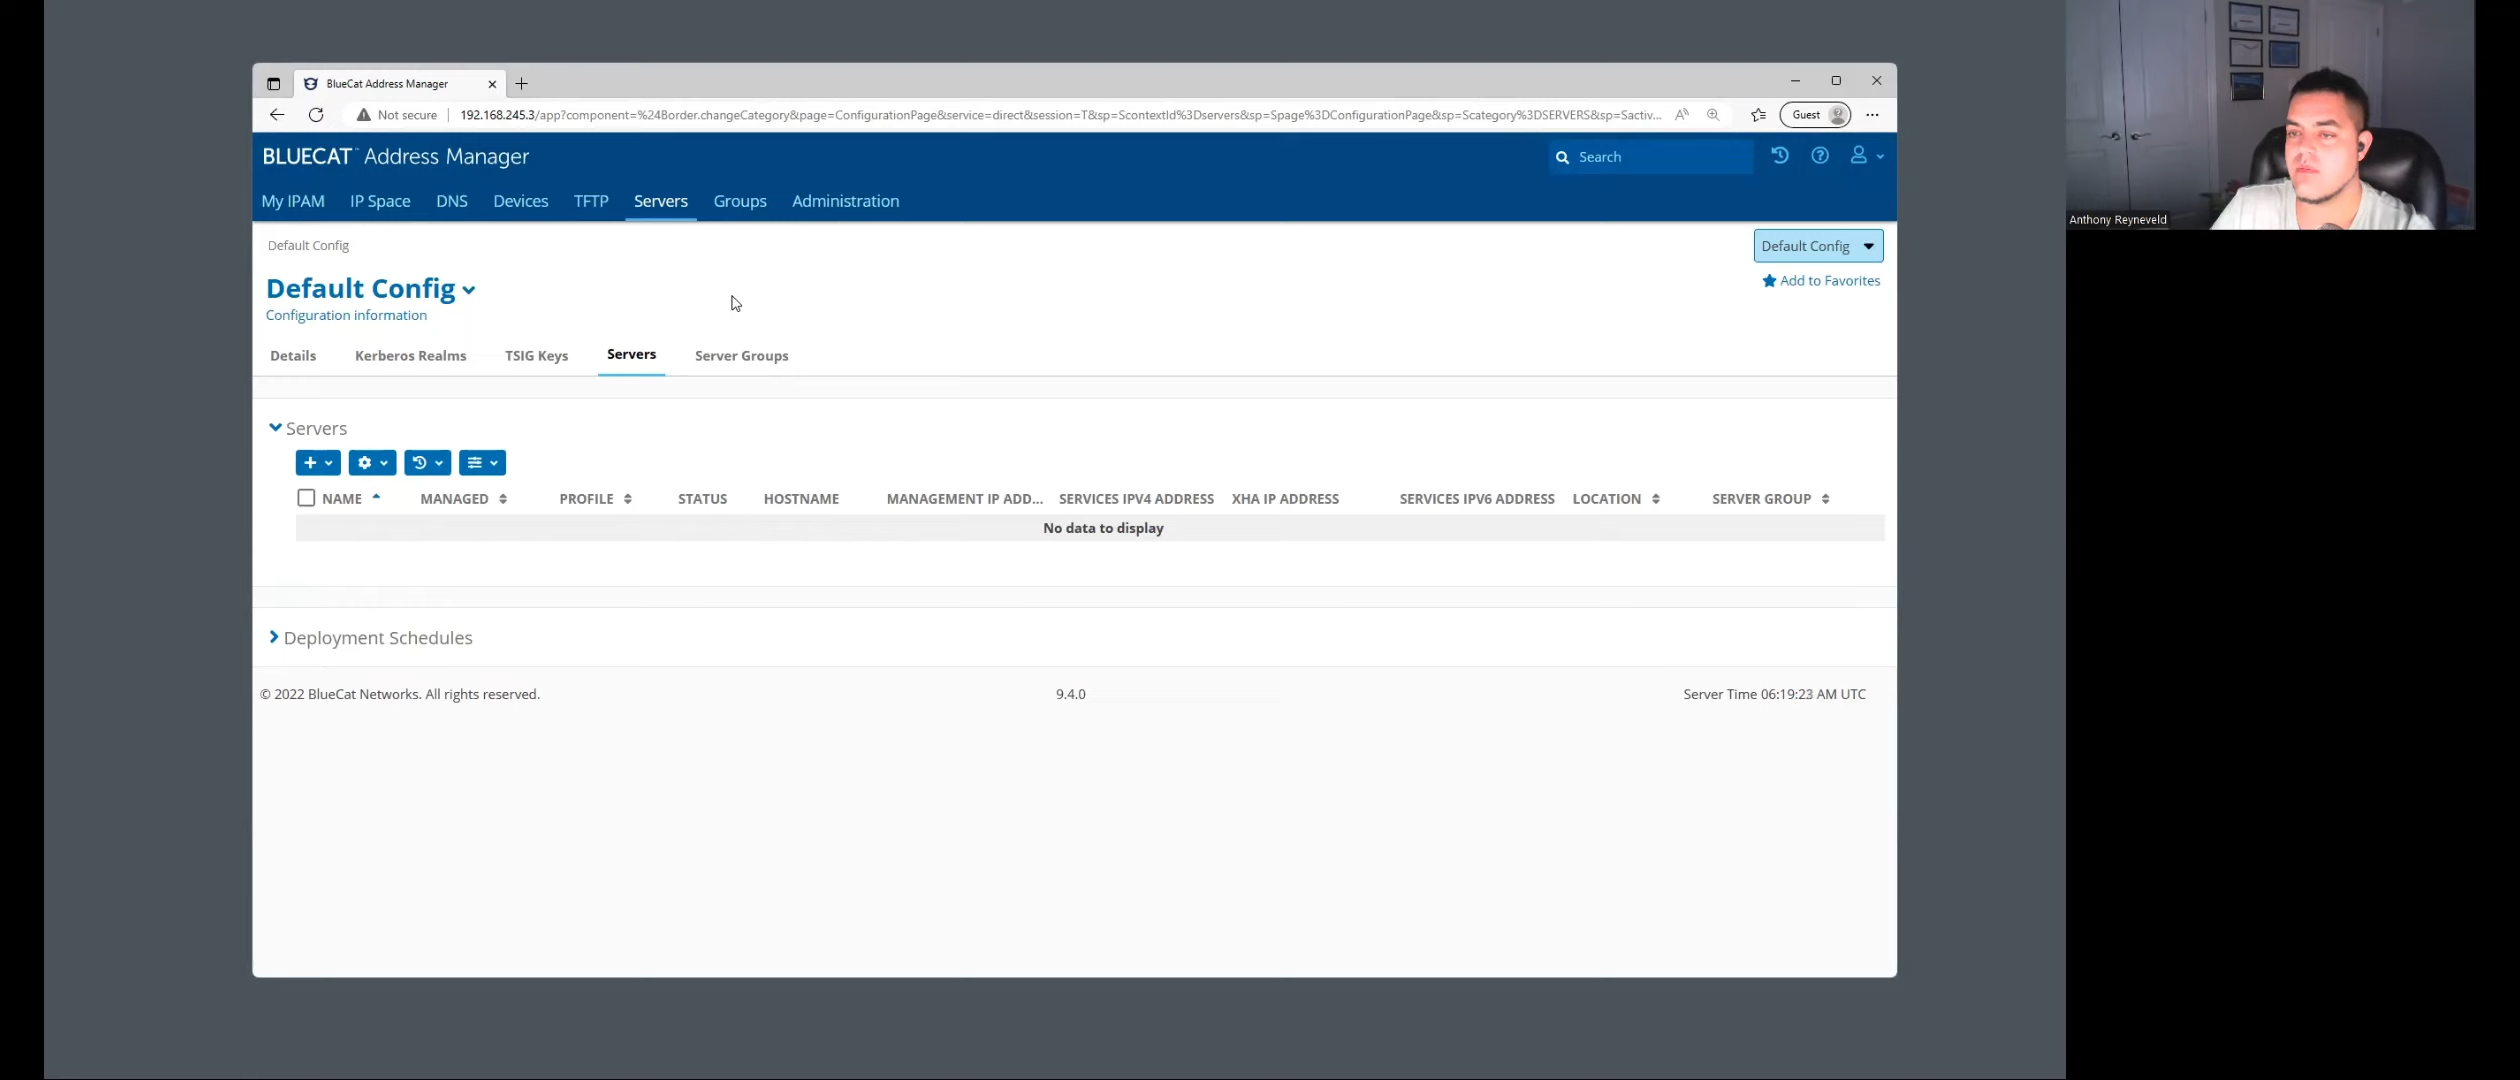 BlueCat Address Manager
Not secure 192.168.245.3/app?component=%24Border.changeCategory&page=ConfigurationPage&service=direct&session=T&sp=ScontextId%3Dservers&sp=Spage%3DConfigurationPage&sp=Scategory%3DSERVERS&sp=Sactiv... Guest
BLUECAT™ Address Manager
Search
My IPAM IP Space DNS Devices TFTP Servers Groups Administration
Anthony Reyneveld
Default Config
Default Config
Default Config
Add to Favorites
Configuration information
Details Kerberos Realms TSIG Keys Servers Server Groups
Servers
NAME MANAGED PROFILE STATUS HOSTNAME MANAGEMENT IP ADD... SERVICES IPV4 ADDRESS XHA IP ADDRESS SERVICES IPV6 ADDRESS LOCATION SERVER GROUP
No data to display
Deployment Schedules
© 2022 BlueCat Networks. All rights reserved. 9.4.0 Server Time 06:19:23 AM UTC